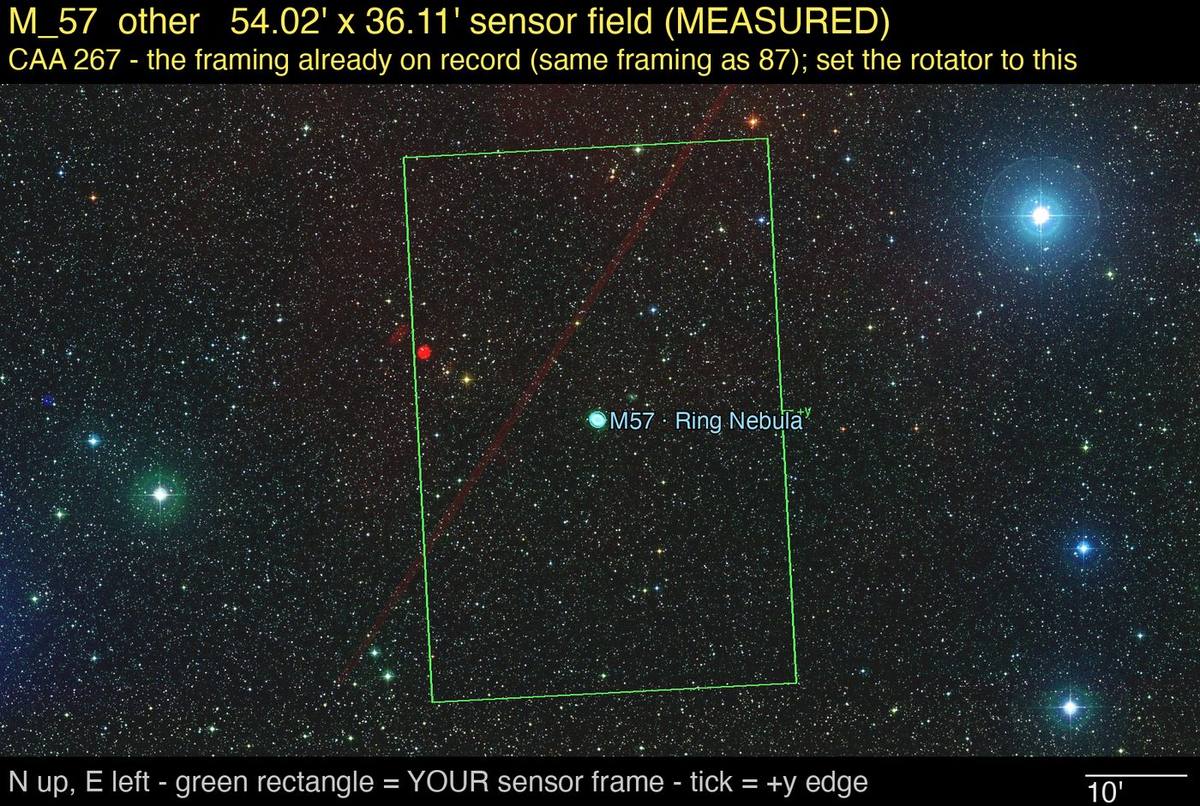 M_57 other 54.02' x 36.11' sensor field (MEASURED)
CAA 267 - the framing already on record (same framing as 87); set the rotator to this
+y
M57 · Ring Nebula
N up, E left - green rectangle = YOUR sensor frame - tick = +y edge
10'